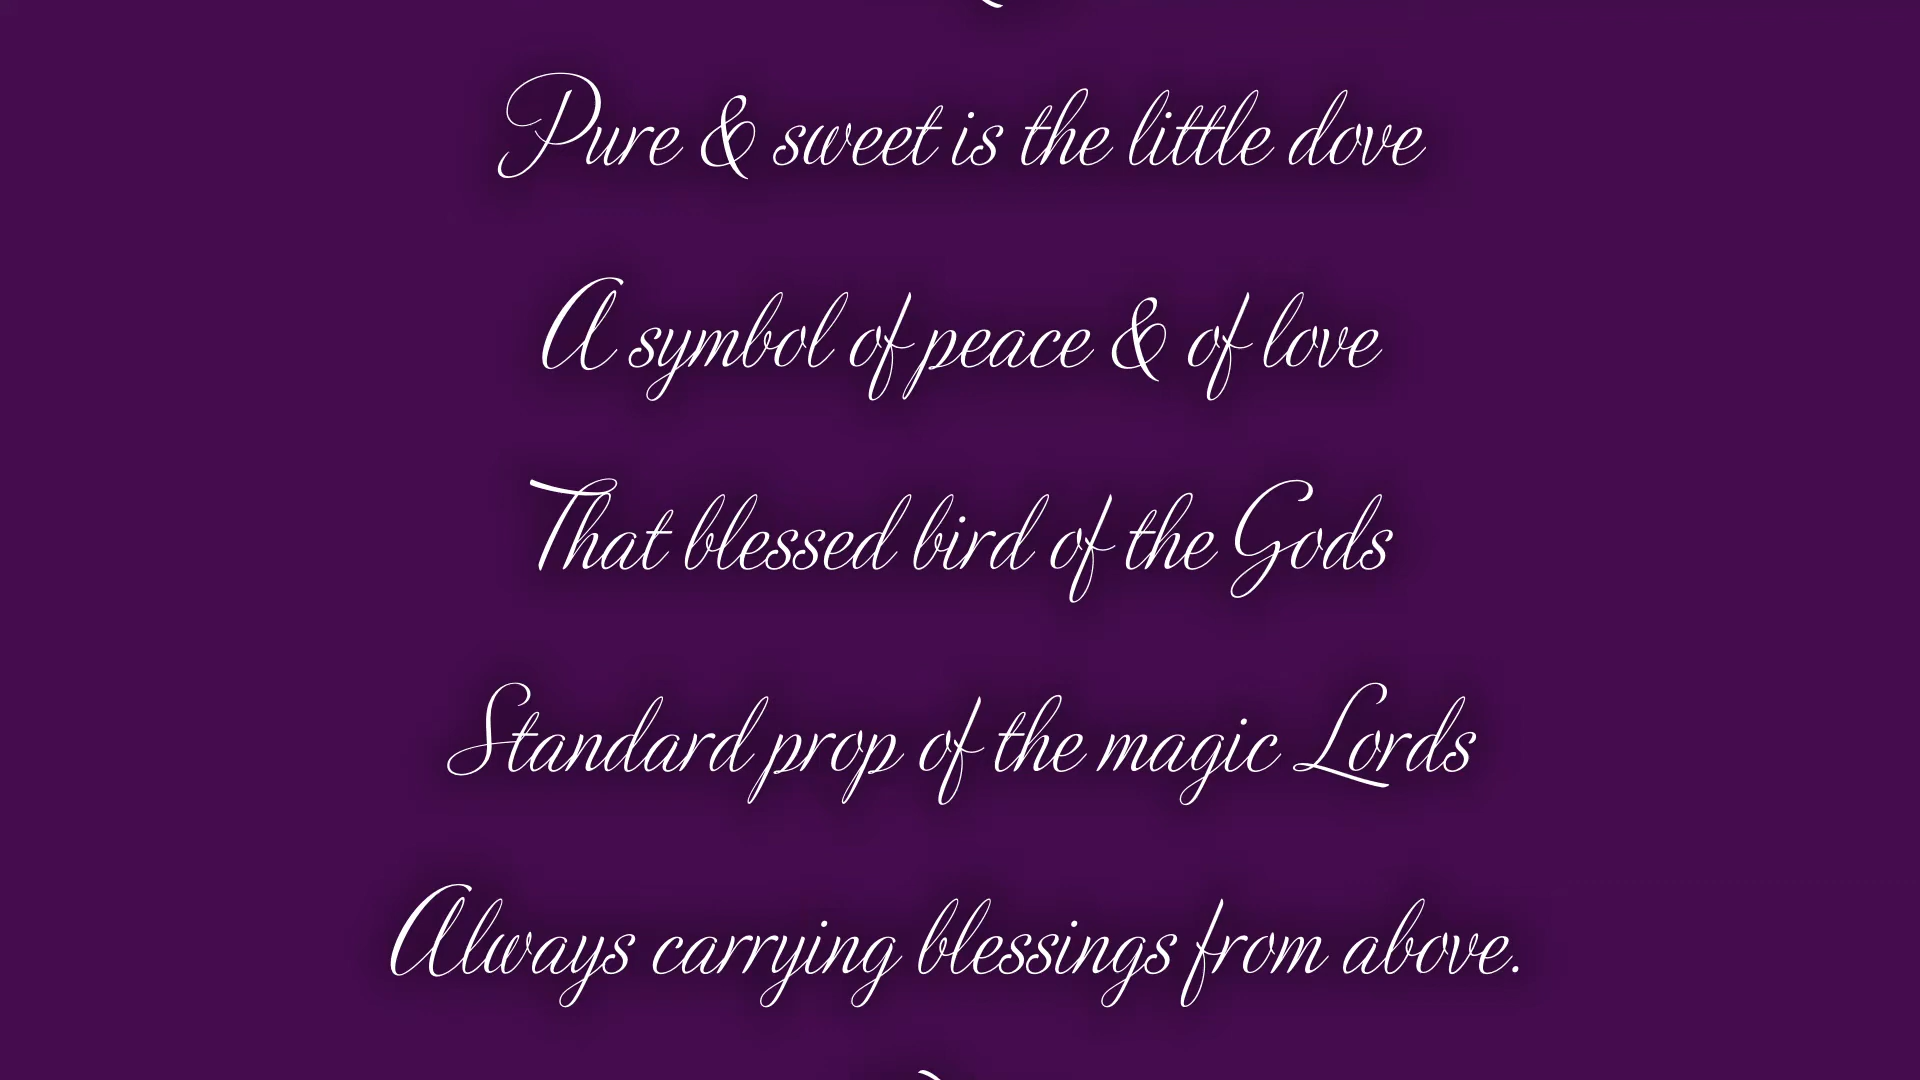 Pure & sweet is the little dove
A symbol of peace & of love
That blessed bird of the Gods
Standard prop of the magic Lords
Always carrying blessings from above.